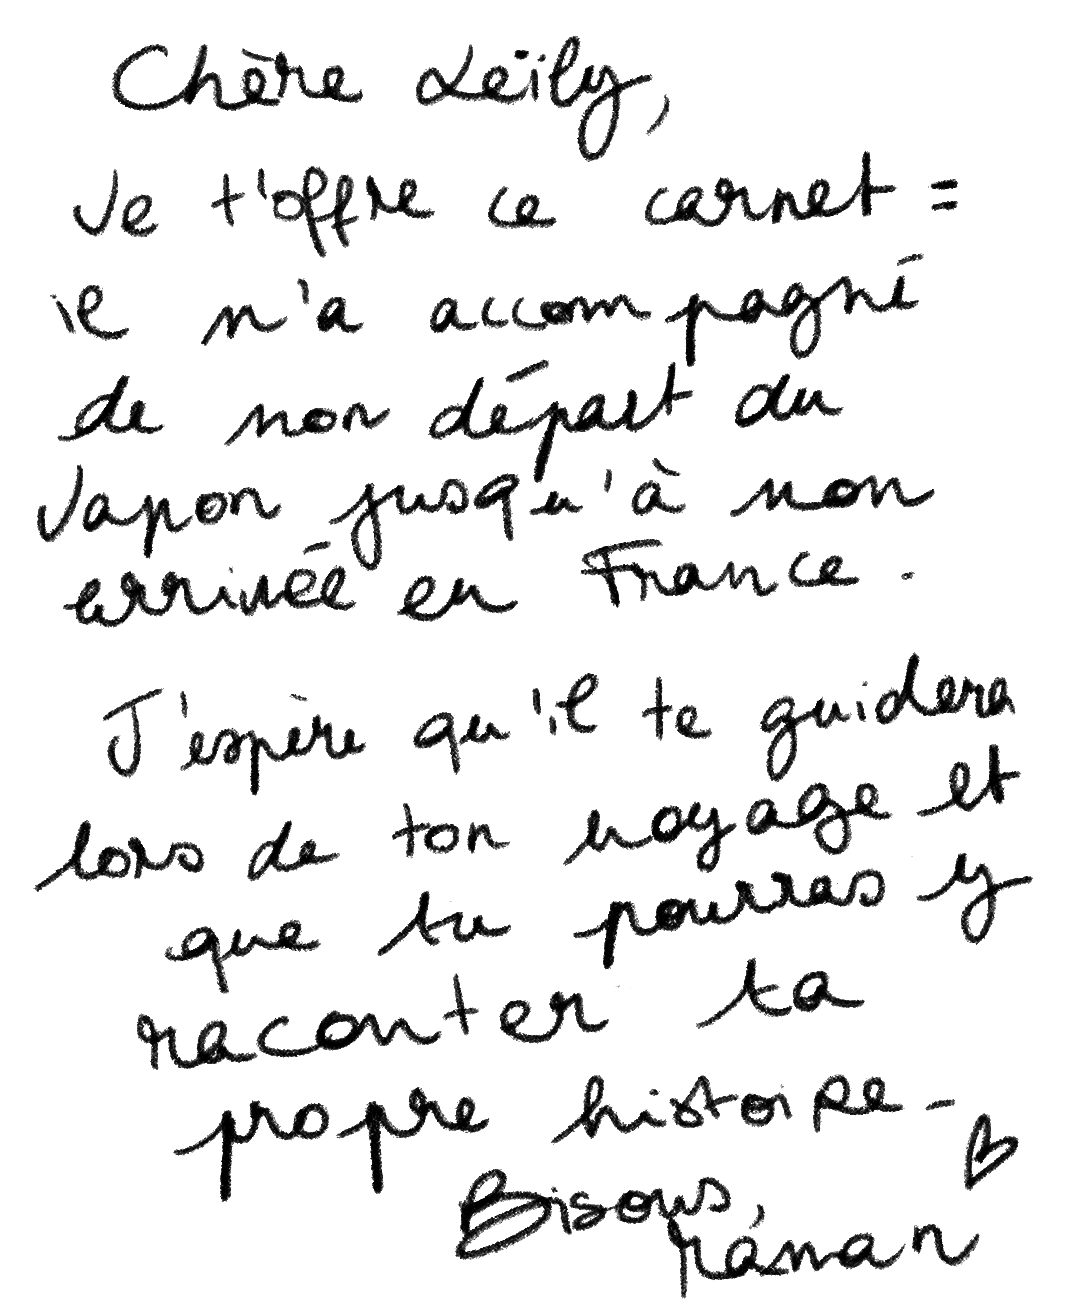 Chère Leïly,
Je t'offre ce carnet :
il m'a accompagné
de mon départ du
Japon jusqu'à mon
arrivée en France.
J'espère qu'il te guidera
lors de ton voyage et
que tu pourras y
raconter ta
propre histoire.
Bisous,
Maman